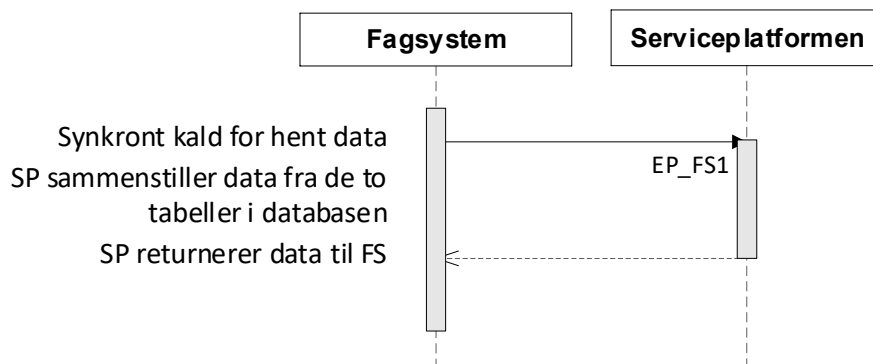 Fagsystem
Serviceplatformen
Synkront kald for hent data
EP_FS1
SP sammenstiller data fra de to
tabeller i databasen
SP returnerer data til FS